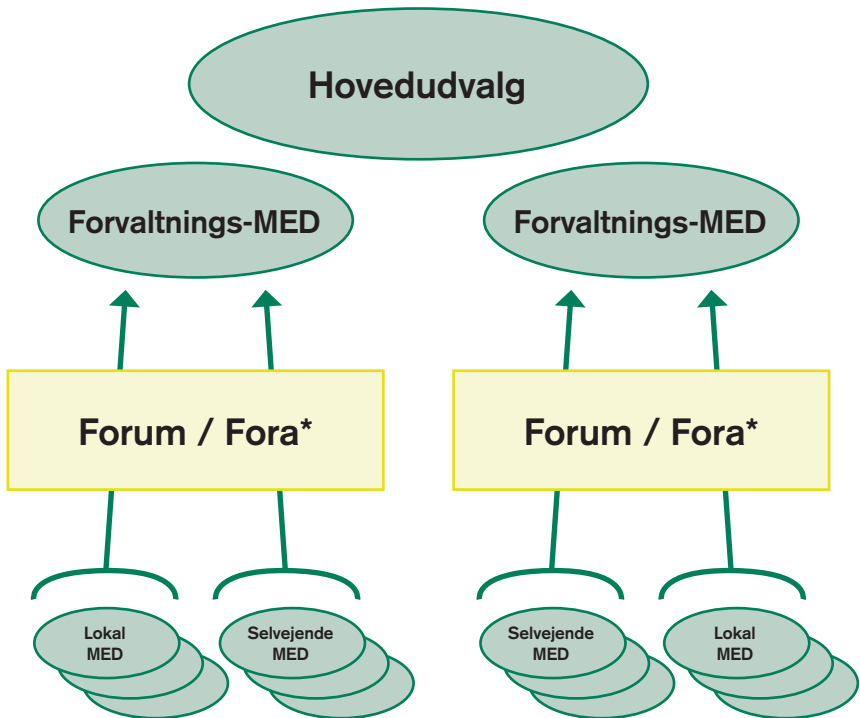 Hovedudvalg
Forvaltnings-MED
Forvaltnings-MED
Forum / Fora*
Forum / Fora*
Lokal
MED
Selvejende
MED
Selvejende
MED
Lokal
MED